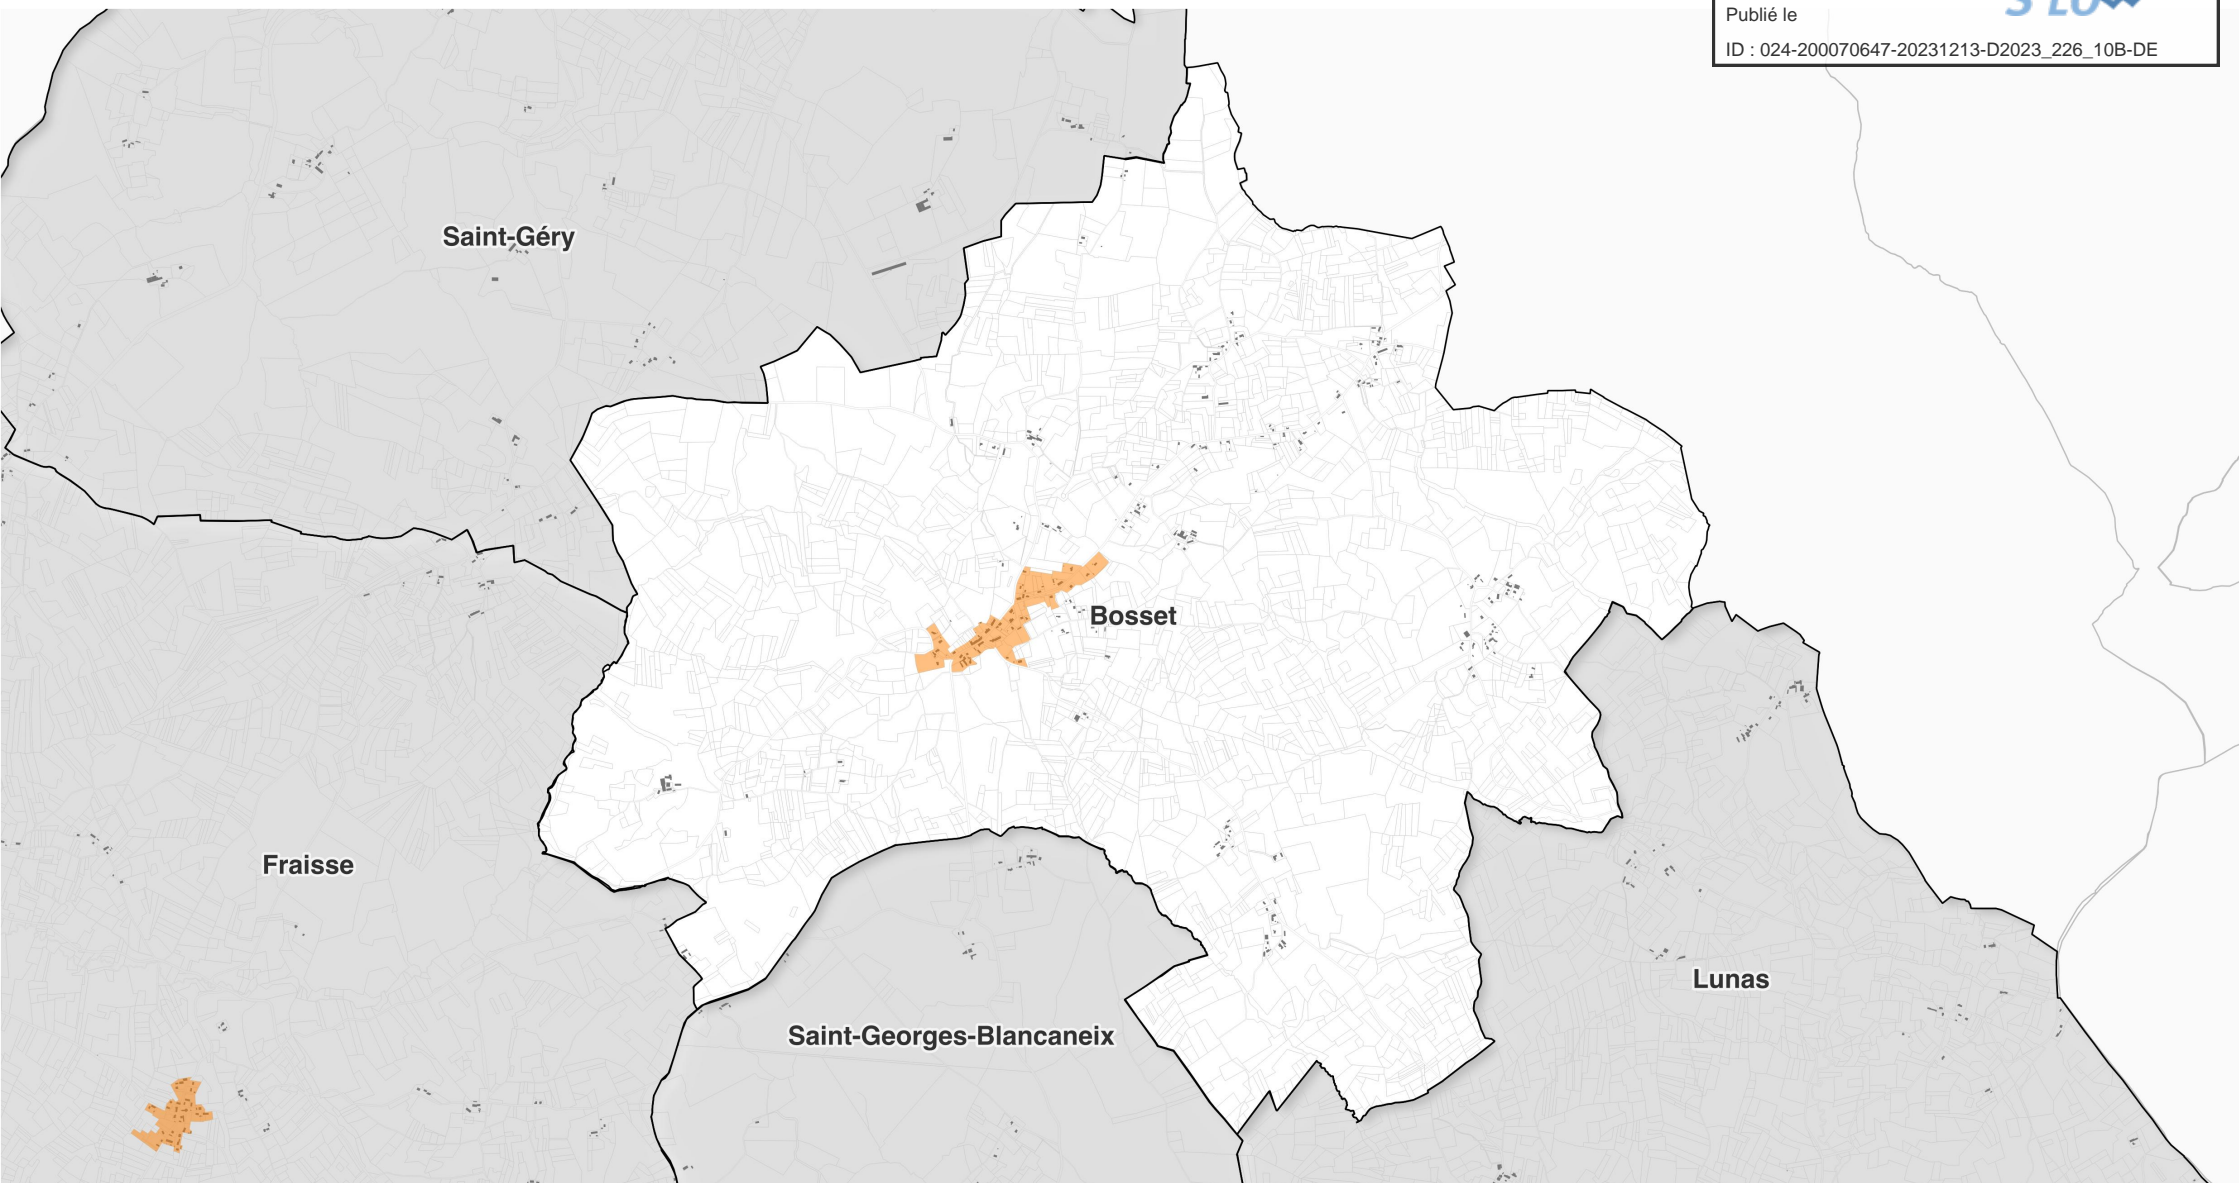 Publié le
ID : 024-200070647-20231213-D2023_226_10B-DE
Saint-Géry
Bosset
Fraisse
Lunas
Saint-Georges-Blancaneix